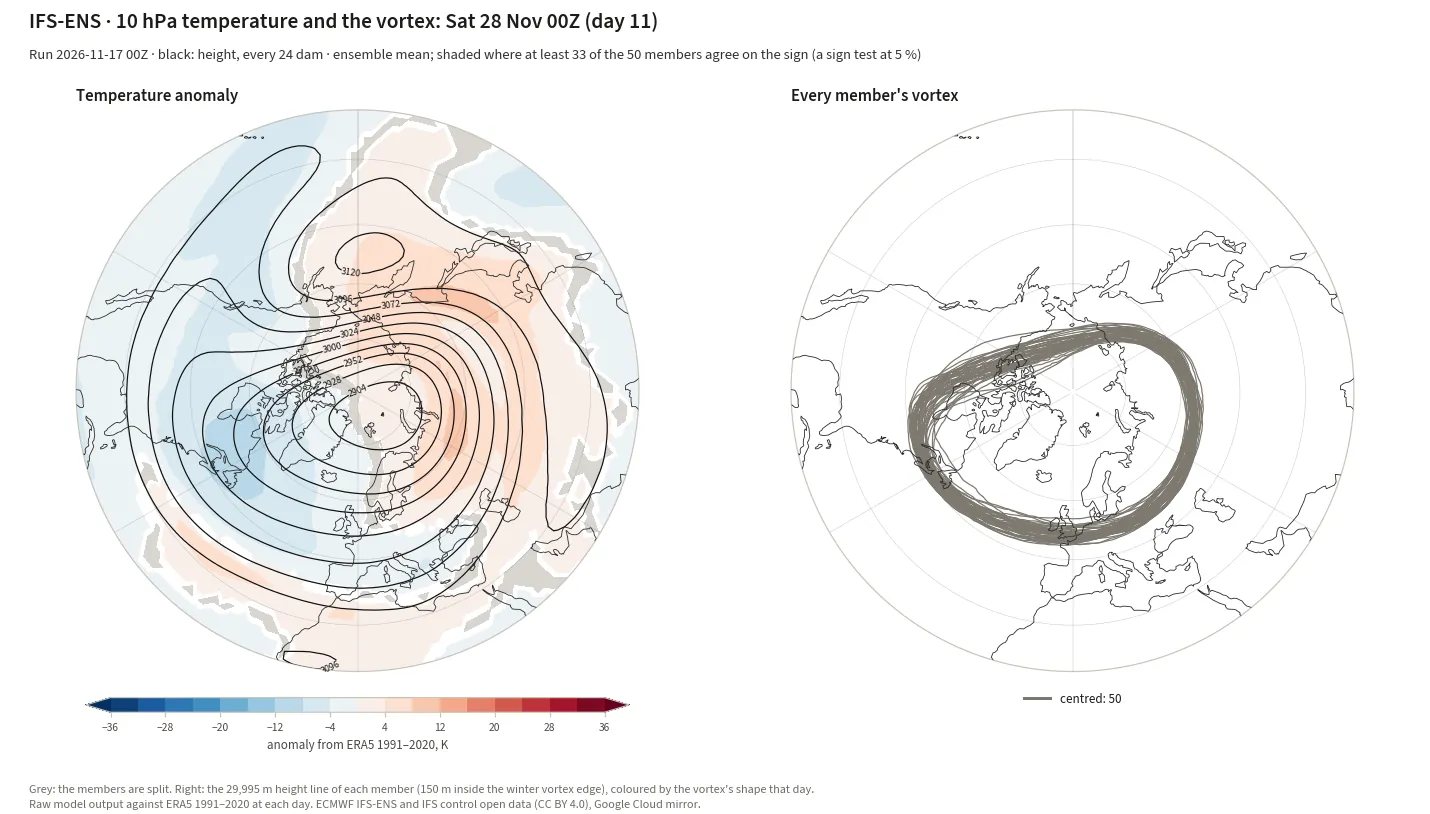 IFS-ENS · 10 hPa temperature and the vortex: Sat 28 Nov 00Z (day 11)
Run 2026-11-17 00Z · black: height, every 24 dam · ensemble mean; shaded where at least 33 of the 50 members agree on the sign (a sign test at 5 %)
Temperature anomaly
Every member's vortex
3120
3096
3072
3048
3024
3000
2952
2928
2904
3096
centred: 50
−36 −28 −20 −12 −4 4 12 20 28 36
anomaly from ERA5 1991–2020, K
Grey: the members are split. Right: the 29,995 m height line of each member (150 m inside the winter vortex edge), coloured by the vortex's shape that day.
Raw model output against ERA5 1991–2020 at each day. ECMWF IFS-ENS and IFS control open data (CC BY 4.0), Google Cloud mirror.